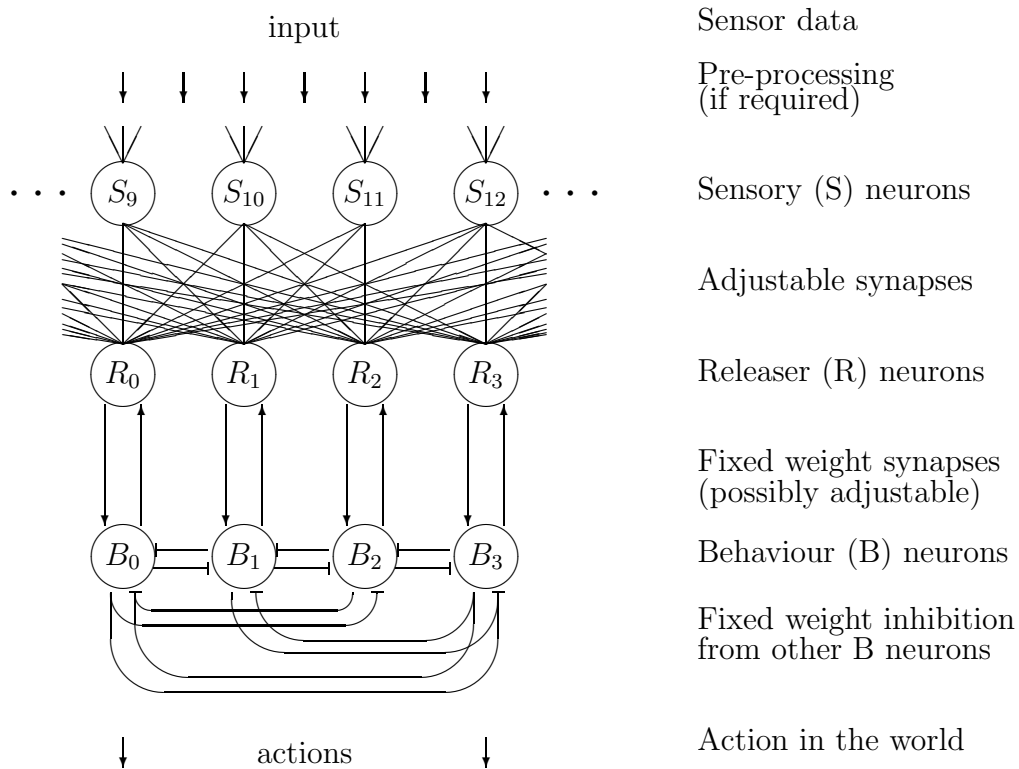 input
Sensor data
Pre-processing
(if required)
. . . S₉ S₁₀ S₁₁ S₁₂ . . .
Sensory (S) neurons
Adjustable synapses
R₀ R₁ R₂ R₃
Releaser (R) neurons
Fixed weight synapses
(possibly adjustable)
B₀ B₁ B₂ B₃
Behaviour (B) neurons
Fixed weight inhibition
from other B neurons
actions
Action in the world